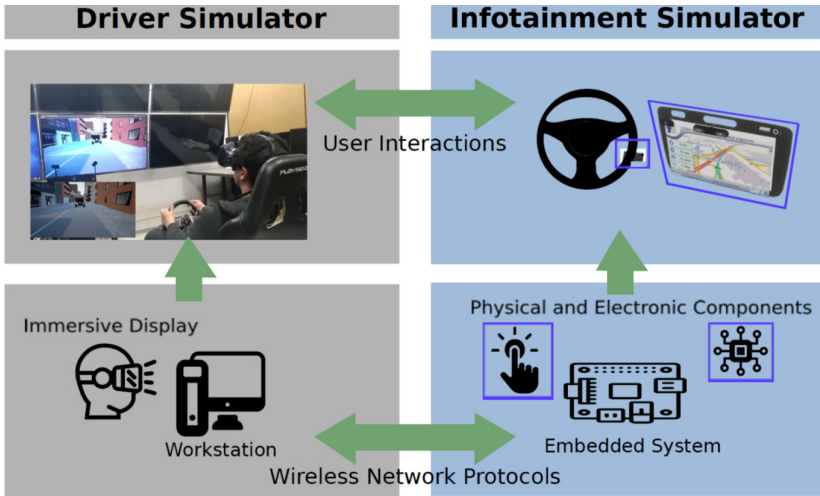 Driver Simulator
Infotainment Simulator
User Interactions
Immersive Display
Workstation
Physical and Electronic Components
Embedded System
Wireless Network Protocols